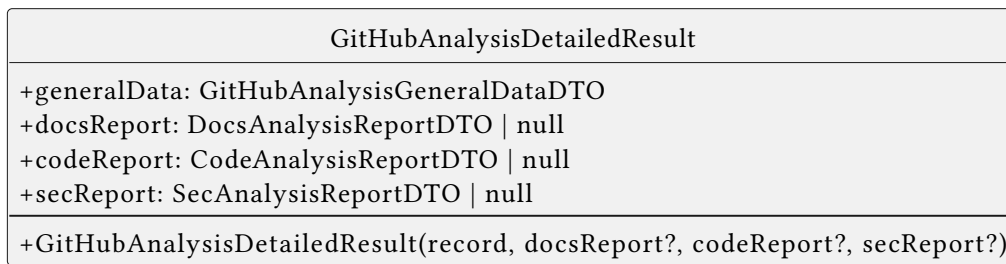 GitHubAnalysisDetailedResult
+generalData: GitHubAnalysisGeneralDataDTO
+docsReport: DocsAnalysisReportDTO | null
+codeReport: CodeAnalysisReportDTO | null
+secReport: SecAnalysisReportDTO | null
+GitHubAnalysisDetailedResult(record, docsReport?, codeReport?, secReport?)